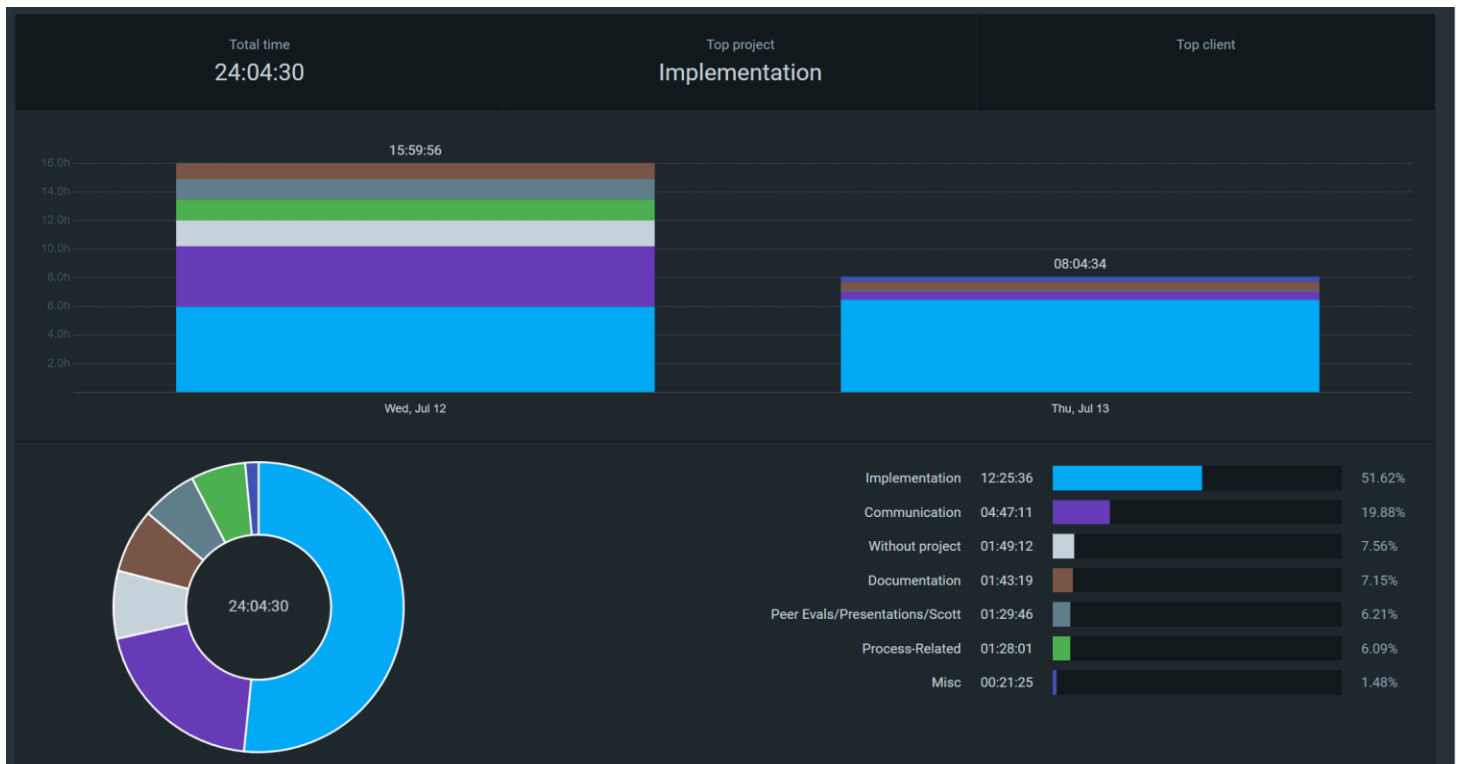 Total time
24:04:30
Top project
Implementation
Top client
15:59:56
08:04:34
16.0h
14.0h
12.0h
10.0h
8.0h
6.0h
4.0h
2.0h
Wed, Jul 12
Thu, Jul 13
24:04:30
Implementation 12:25:36 51.62%
Communication 04:47:11 19.88%
Without project 01:49:12 7.56%
Documentation 01:43:19 7.15%
Peer Evals/Presentations/Scott 01:29:46 6.21%
Process-Related 01:28:01 6.09%
Misc 00:21:25 1.48%